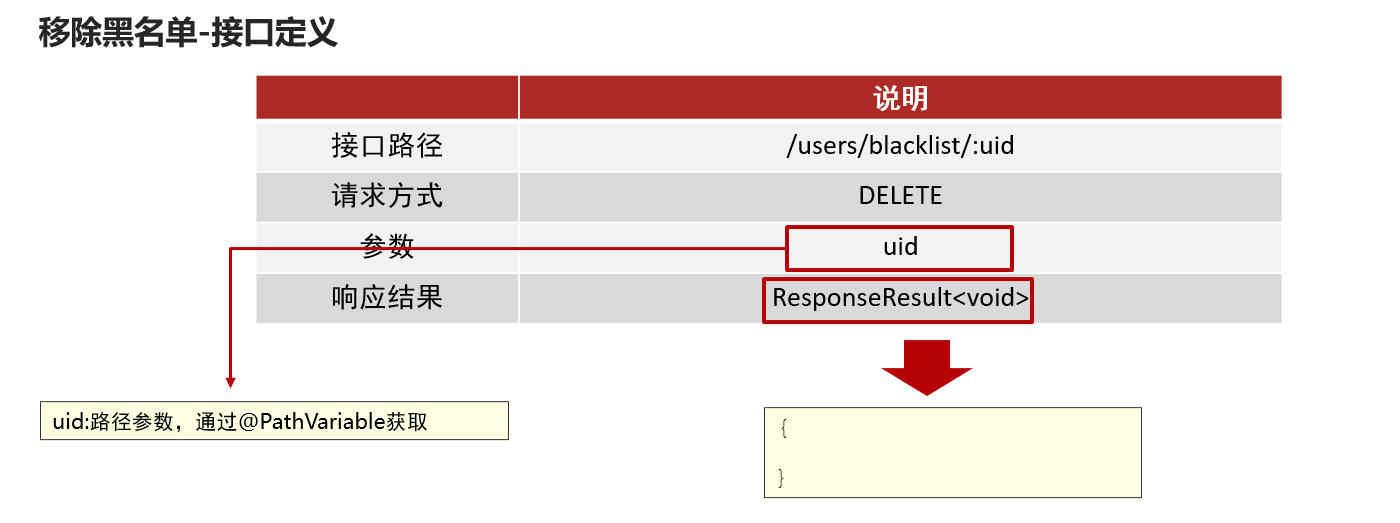 移除黑名单-接口定义
说明
接口路径 /users/blacklist/:uid
请求方式 DELETE
参数 uid
响应结果 ResponseResult<void>
uid:路径参数，通过@PathVariable获取
{
}